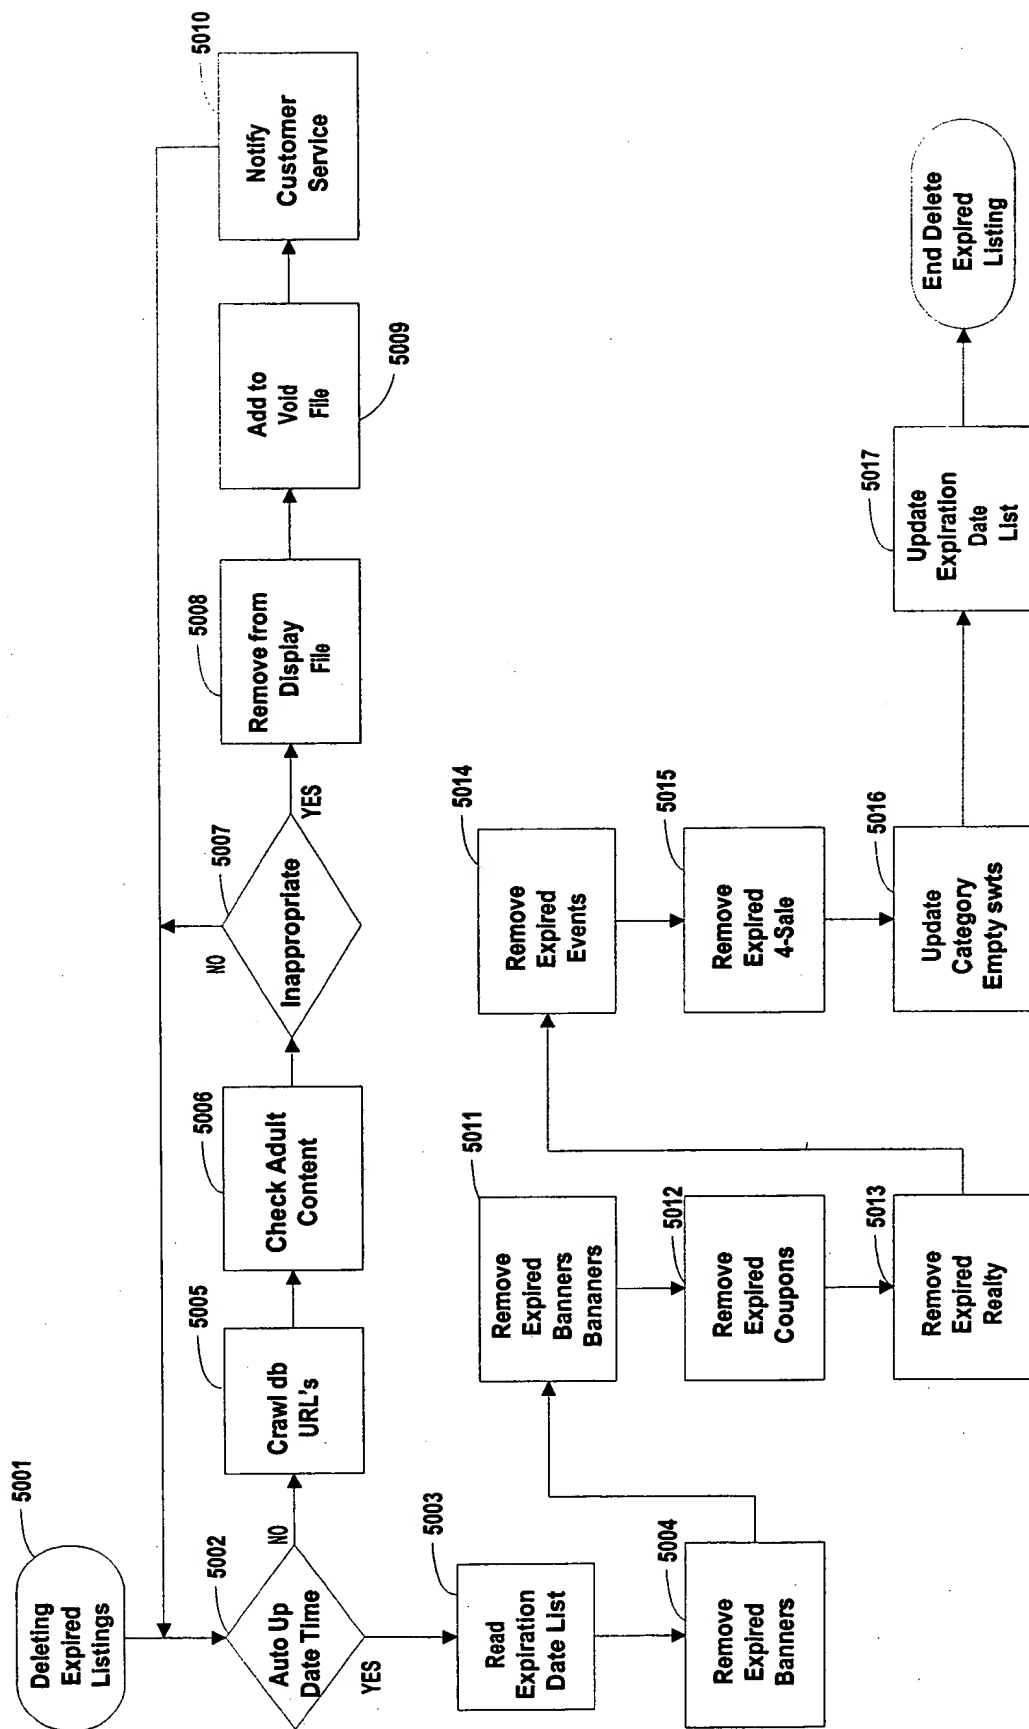 5001
Deleting
Expired
Listings
5002
Auto Up
Date Time
NO
YES
5005
Crawl db
URL's
5006
Check Adult
Content
5007
Inappropriate
NO
YES
5008
Remove from
Display
File
Add to
Void
File
5009
5010
Notify
Customer
Service
5003
Read
Expiration
Date List
5004
Remove
Expired
Banners
5011
Remove
Expired
Banners
Bananers
5012
Remove
Expired
Coupons
5013
Remove
Expired
Realty
5014
Remove
Expired
Events
5015
Remove
Expired
4-Sale
5016
Update
Category
Empty swts
5017
Update
Expiration
Date
List
End Delete
Expired
Listing